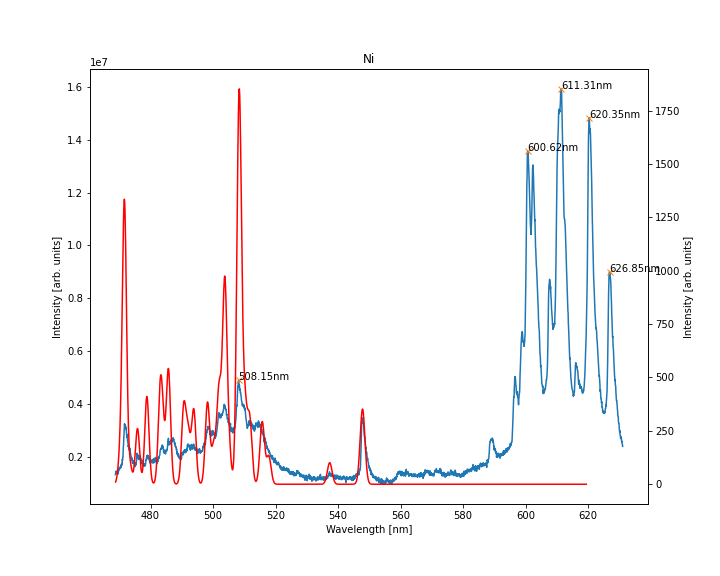 Ni
1e7
1.6
1.4
1.2
1.0
0.8
0.6
0.4
0.2
Intensity [arb. units]
611.31nm
620.35nm
600.62nm
626.85nm
508.15nm
1750
1500
1250
1000
750
500
250
0
Intensity [arb. units]
480 500 520 540 560 580 600 620
Wavelength [nm]